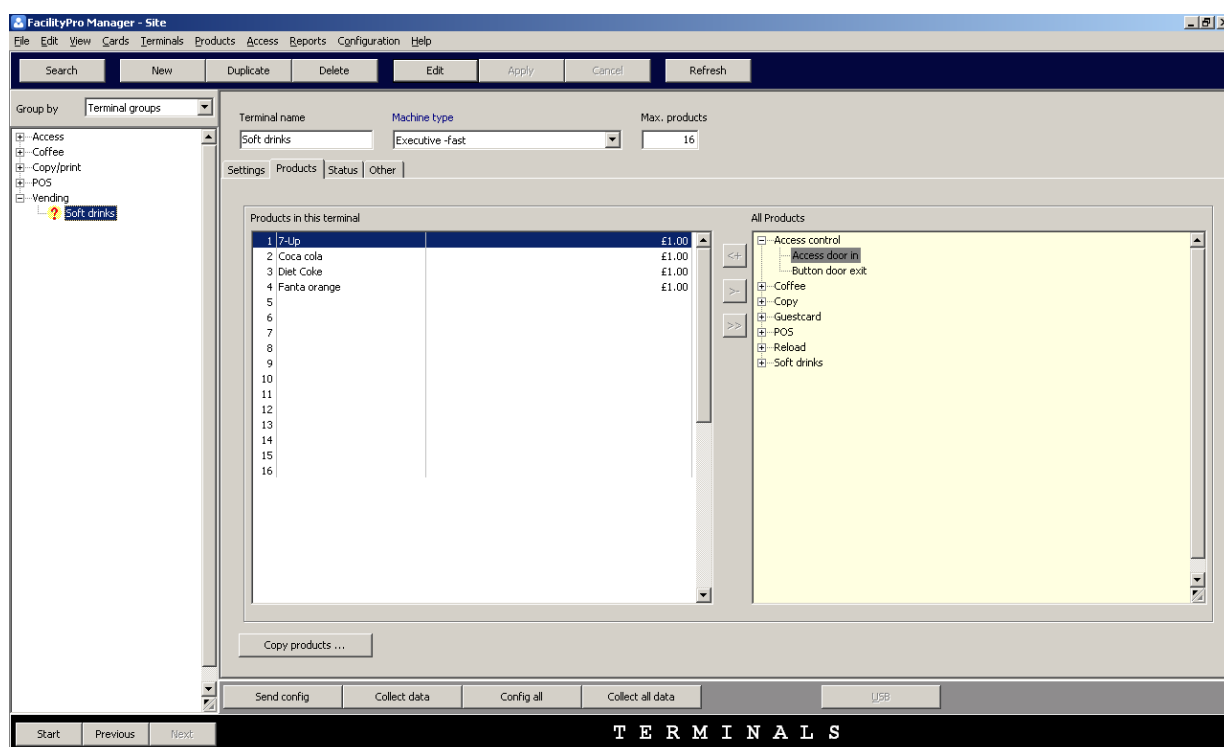 FacilityPro Manager - Site
File Edit View Cards Terminals Products Access Reports Configuration Help
Search New Duplicate Delete Edit Apply Cancel Refresh
Group by Terminal groups
Access
Coffee
Copy/print
POS
Vending
? Soft drinks
Terminal name Machine type Max. products
Soft drinks Executive -fast 16
Settings Products Status Other
Products in this terminal
1 7-Up £1.00
2 Coca cola £1.00
3 Diet Coke £1.00
4 Fanta orange £1.00
5
6
7
8
9
10
11
12
13
14
15
16
<+
>-
>>
All Products
Access control
Access door in
Button door exit
Coffee
Copy
Guestcard
POS
Reload
Soft drinks
Copy products ...
Send config Collect data Config all Collect all data USB
Start Previous Next TERMINALS